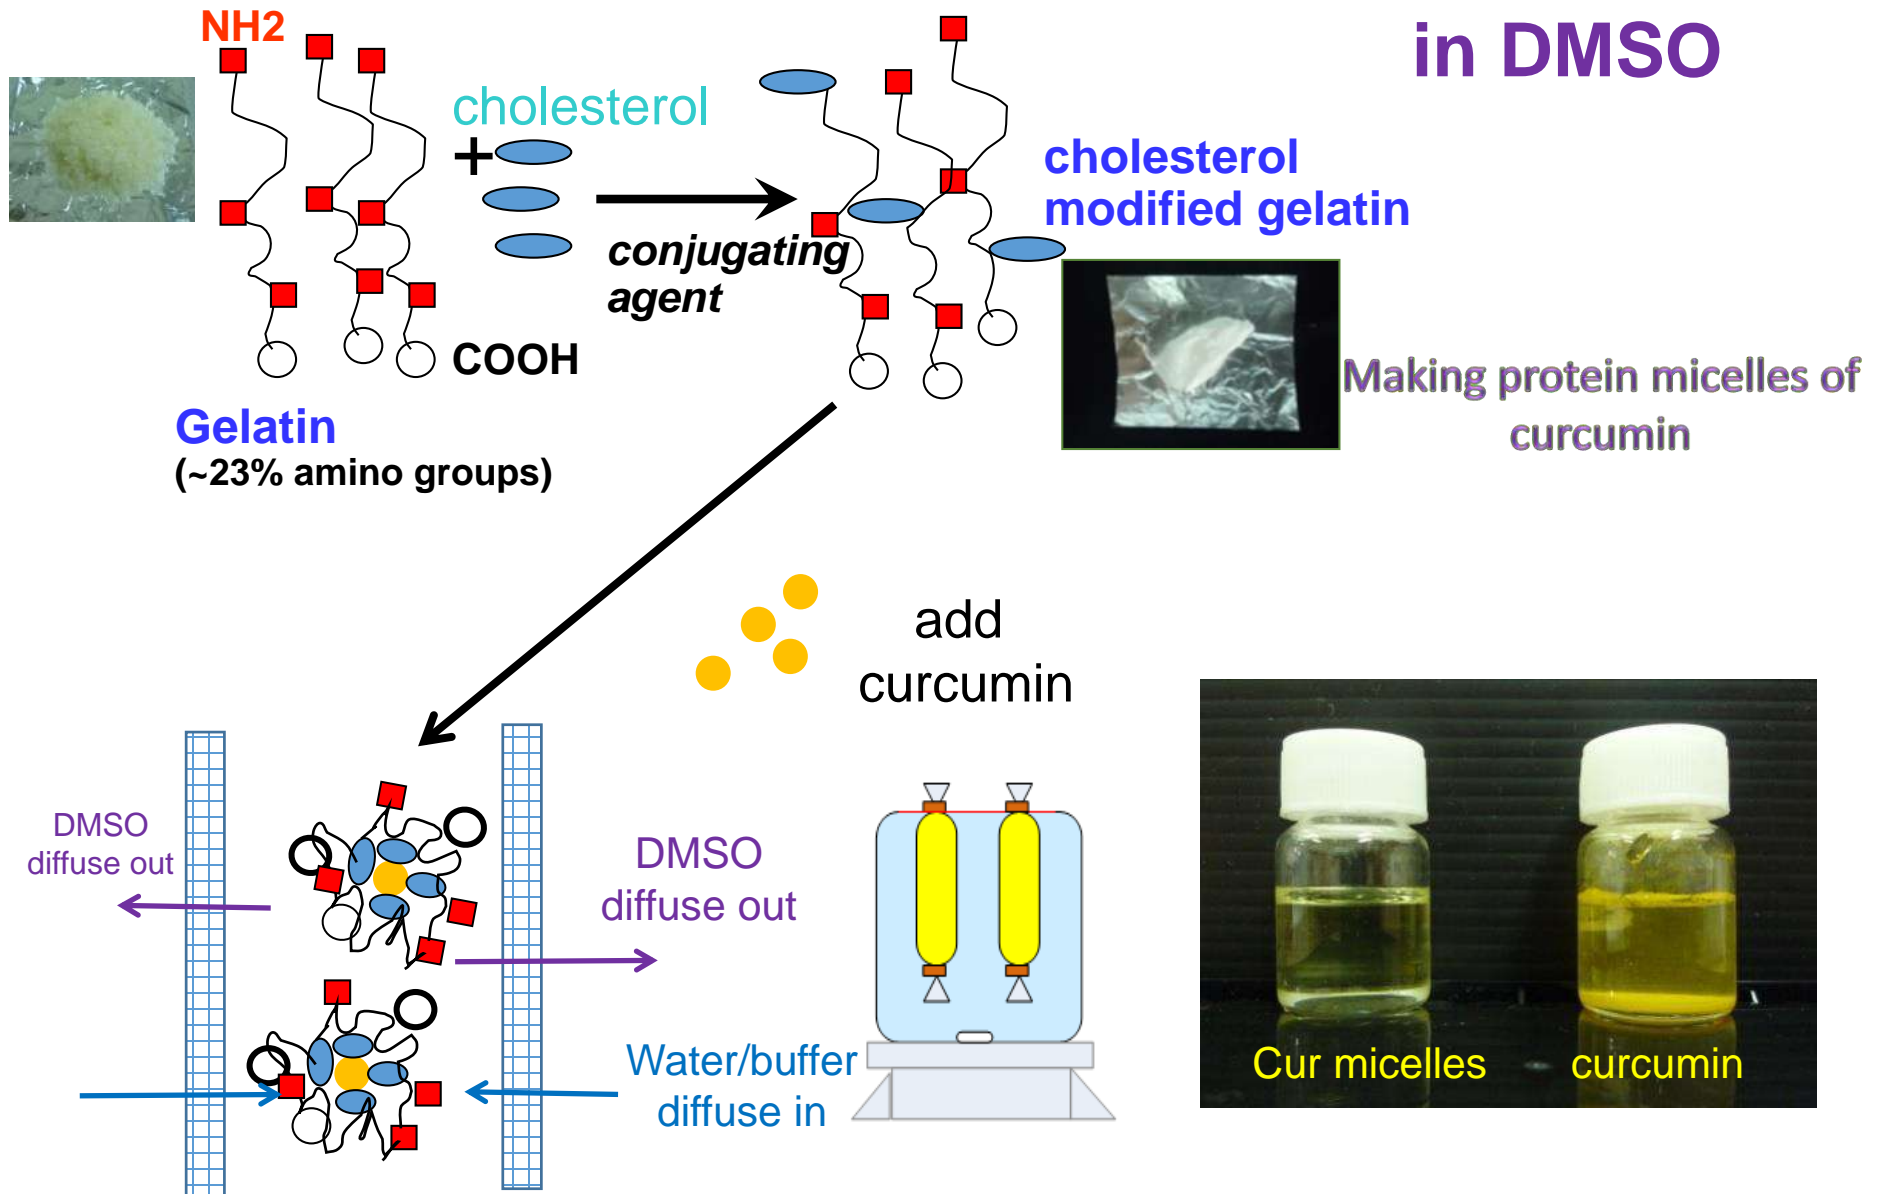 NH2
in DMSO
cholesterol
+
cholesterol
modified gelatin
conjugating
agent
COOH
Making protein micelles of
curcumin
Gelatin
(~23% amino groups)
add
curcumin
DMSO
diffuse out
DMSO
diffuse out
Water/buffer
diffuse in
Cur micelles
curcumin